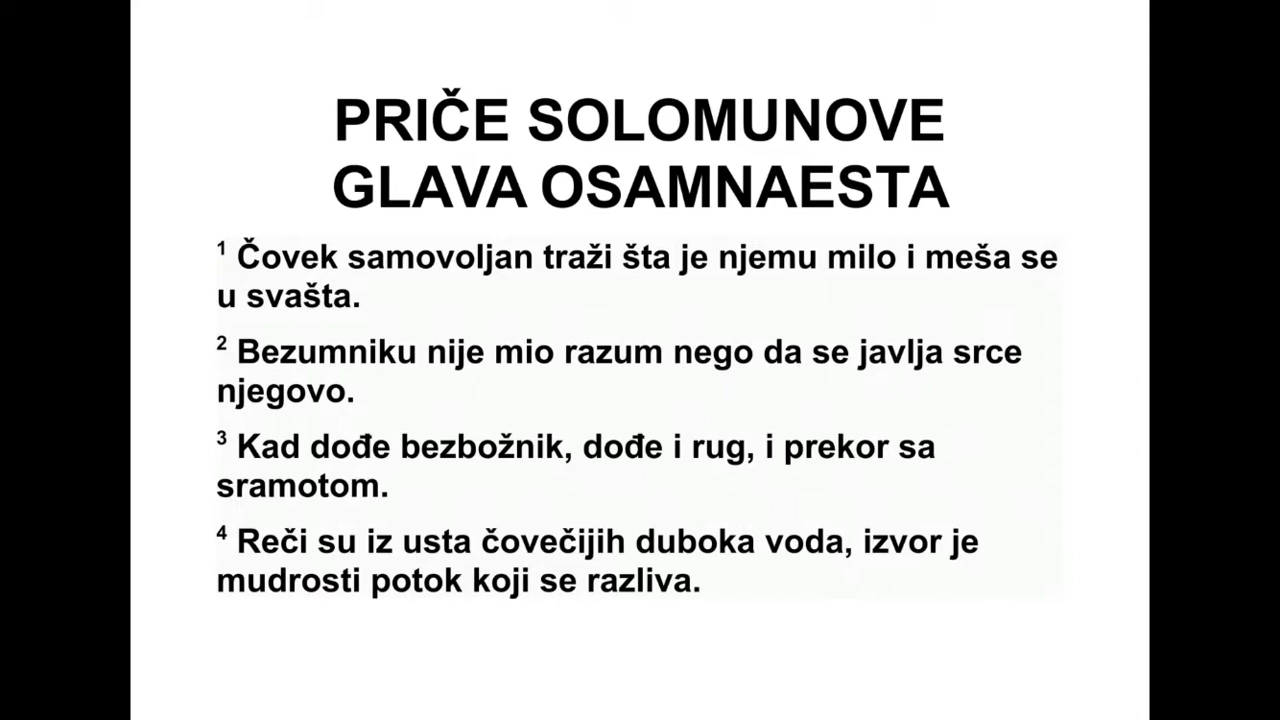 PRIČE SOLOMUNOVE
GLAVA OSAMNAESTA
1 Čovek samovoljan traži šta je njemu milo i meša se
u svašta.
2 Bezumniku nije mio razum nego da se javlja srce
njegovo.
3 Kad dođe bezbožnik, dođe i rug, i prekor sa
sramotom.
4 Reči su iz usta čovečijih duboka voda, izvor je
mudrosti potok koji se razliva.